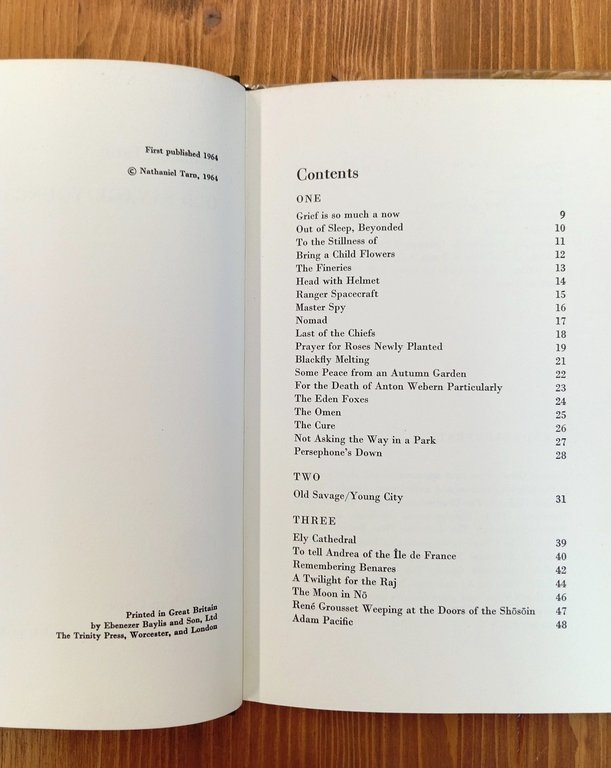 First published 1964
© Nathaniel Tarn, 1964
Printed in Great Britain
by Ebenezer Baylis and Son, Ltd
The Trinity Press, Worcester, and London
Contents
ONE
Grief is so much a now 9
Out of Sleep, Beyonded 10
To the Stillness of 11
Bring a Child Flowers 12
The Fineries 13
Head with Helmet 14
Ranger Spacecraft 15
Master Spy 16
Nomad 17
Last of the Chiefs 18
Prayer for Roses Newly Planted 19
Blackfly Melting 21
Some Peace from an Autumn Garden 22
For the Death of Anton Webern Particularly 23
The Eden Foxes 24
The Omen 25
The Cure 26
Not Asking the Way in a Park 27
Persephone's Down 28
TWO
Old Savage/Young City 31
THREE
Ely Cathedral 39
To tell Andrea of the Île de France 40
Remembering Benares 42
A Twilight for the Raj 44
The Moon in Nō 46
René Grousset Weeping at the Doors of the Shōsōin 47
Adam Pacific 48